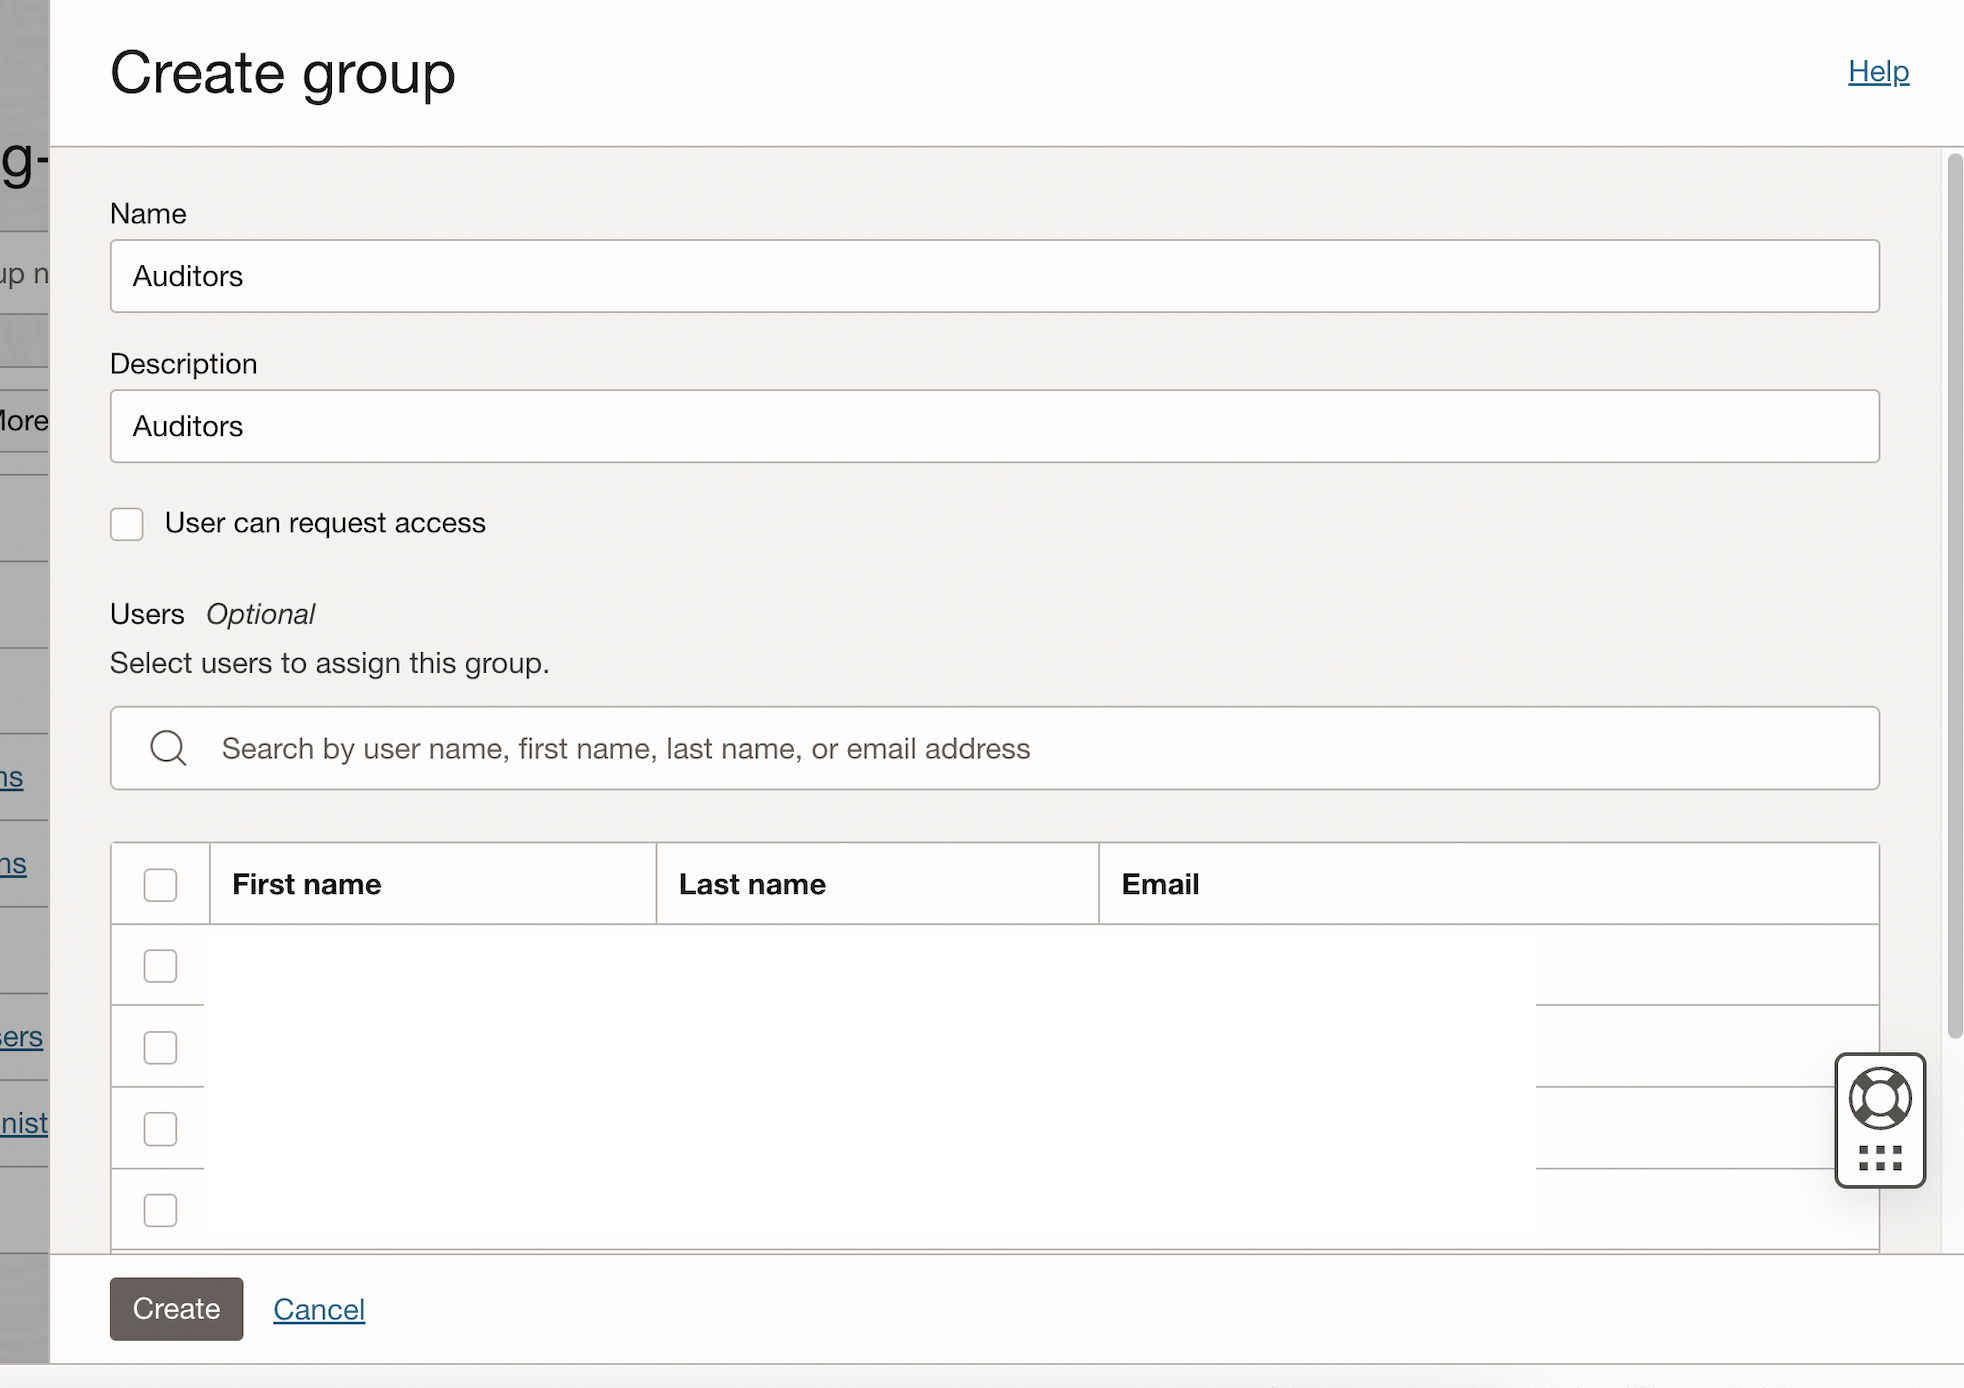 Create group
Help
g-
Name
Auditors
up n
Description
Auditors
More
User can request access
Users Optional
Select users to assign this group.
Search by user name, first name, last name, or email address
ns
ns
First name Last name Email
sers
nist
Create Cancel